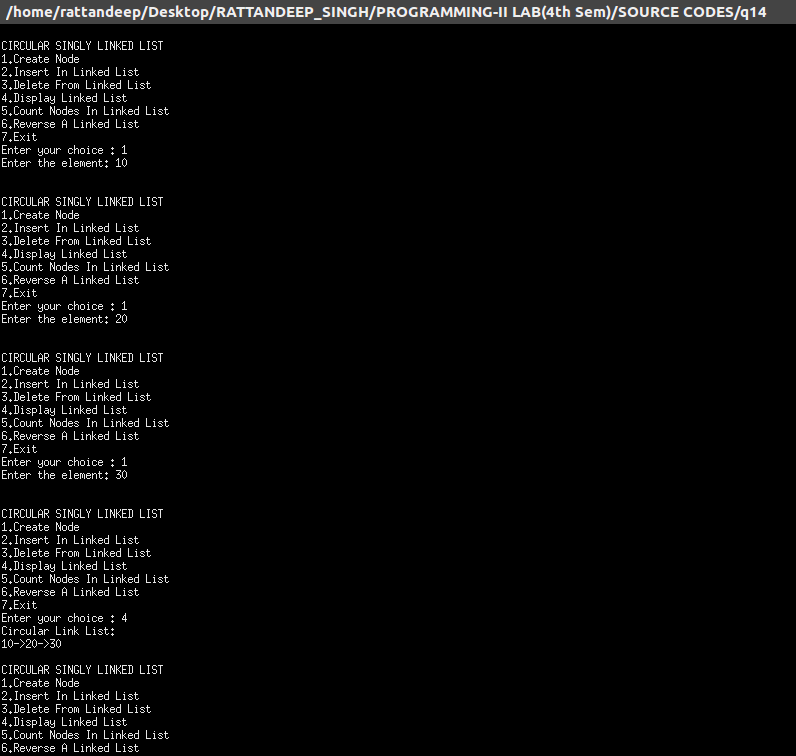 /home/rattandeep/Desktop/RATTANDEEP_SINGH/PROGRAMMING-II LAB(4th Sem)/SOURCE CODES/q14
CIRCULAR SINGLY LINKED LIST
1.Create Node
2.Insert In Linked List
3.Delete From Linked List
4.Display Linked List
5.Count Nodes In Linked List
6.Reverse A Linked List
7.Exit
Enter your choice : 1
Enter the element: 10
CIRCULAR SINGLY LINKED LIST
1.Create Node
2.Insert In Linked List
3.Delete From Linked List
4.Display Linked List
5.Count Nodes In Linked List
6.Reverse A Linked List
7.Exit
Enter your choice : 1
Enter the element: 20
CIRCULAR SINGLY LINKED LIST
1.Create Node
2.Insert In Linked List
3.Delete From Linked List
4.Display Linked List
5.Count Nodes In Linked List
6.Reverse A Linked List
7.Exit
Enter your choice : 1
Enter the element: 30
CIRCULAR SINGLY LINKED LIST
1.Create Node
2.Insert In Linked List
3.Delete From Linked List
4.Display Linked List
5.Count Nodes In Linked List
6.Reverse A Linked List
7.Exit
Enter your choice : 4
Circular Link List:
10->20->30
CIRCULAR SINGLY LINKED LIST
1.Create Node
2.Insert In Linked List
3.Delete From Linked List
4.Display Linked List
5.Count Nodes In Linked List
6.Reverse A Linked List